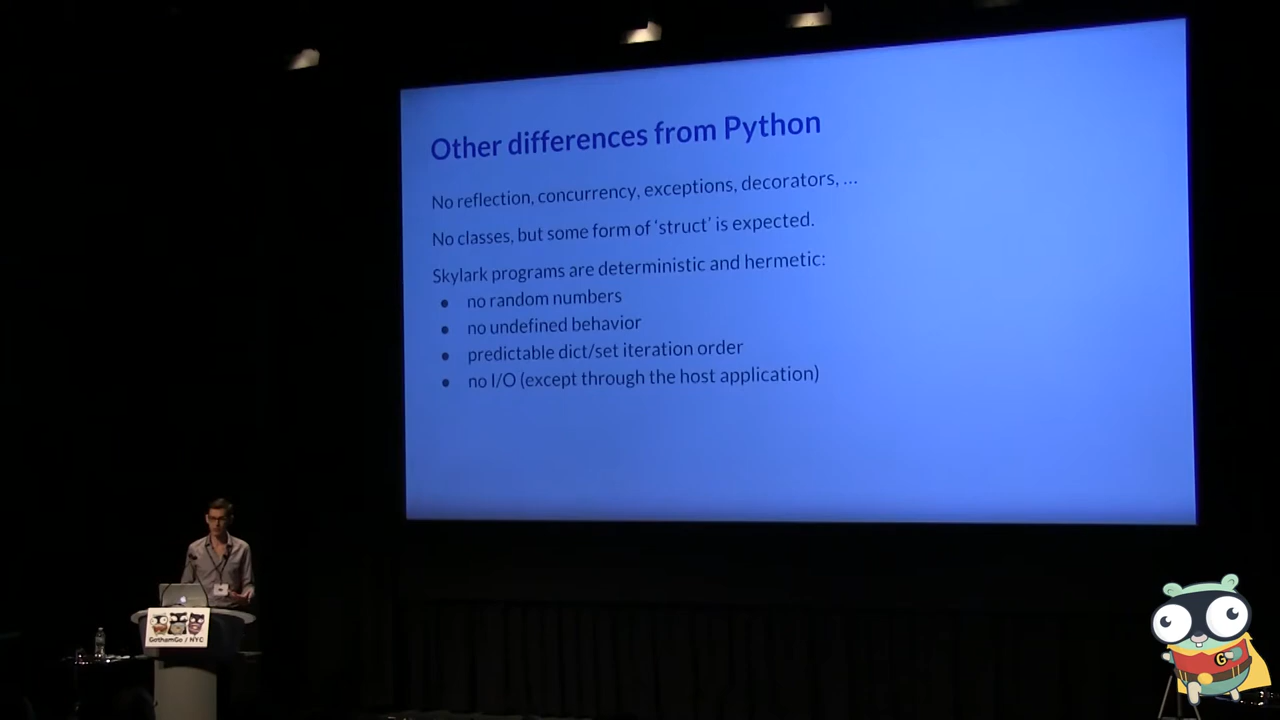 Other differences from Python
No reflection, concurrency, exceptions, decorators, ...
No classes, but some form of ‘struct’ is expected.
Skylark programs are deterministic and hermetic:
● no random numbers
● no undefined behavior
● predictable dict/set iteration order
● no I/O (except through the host application)
GothamGo / NYC
G